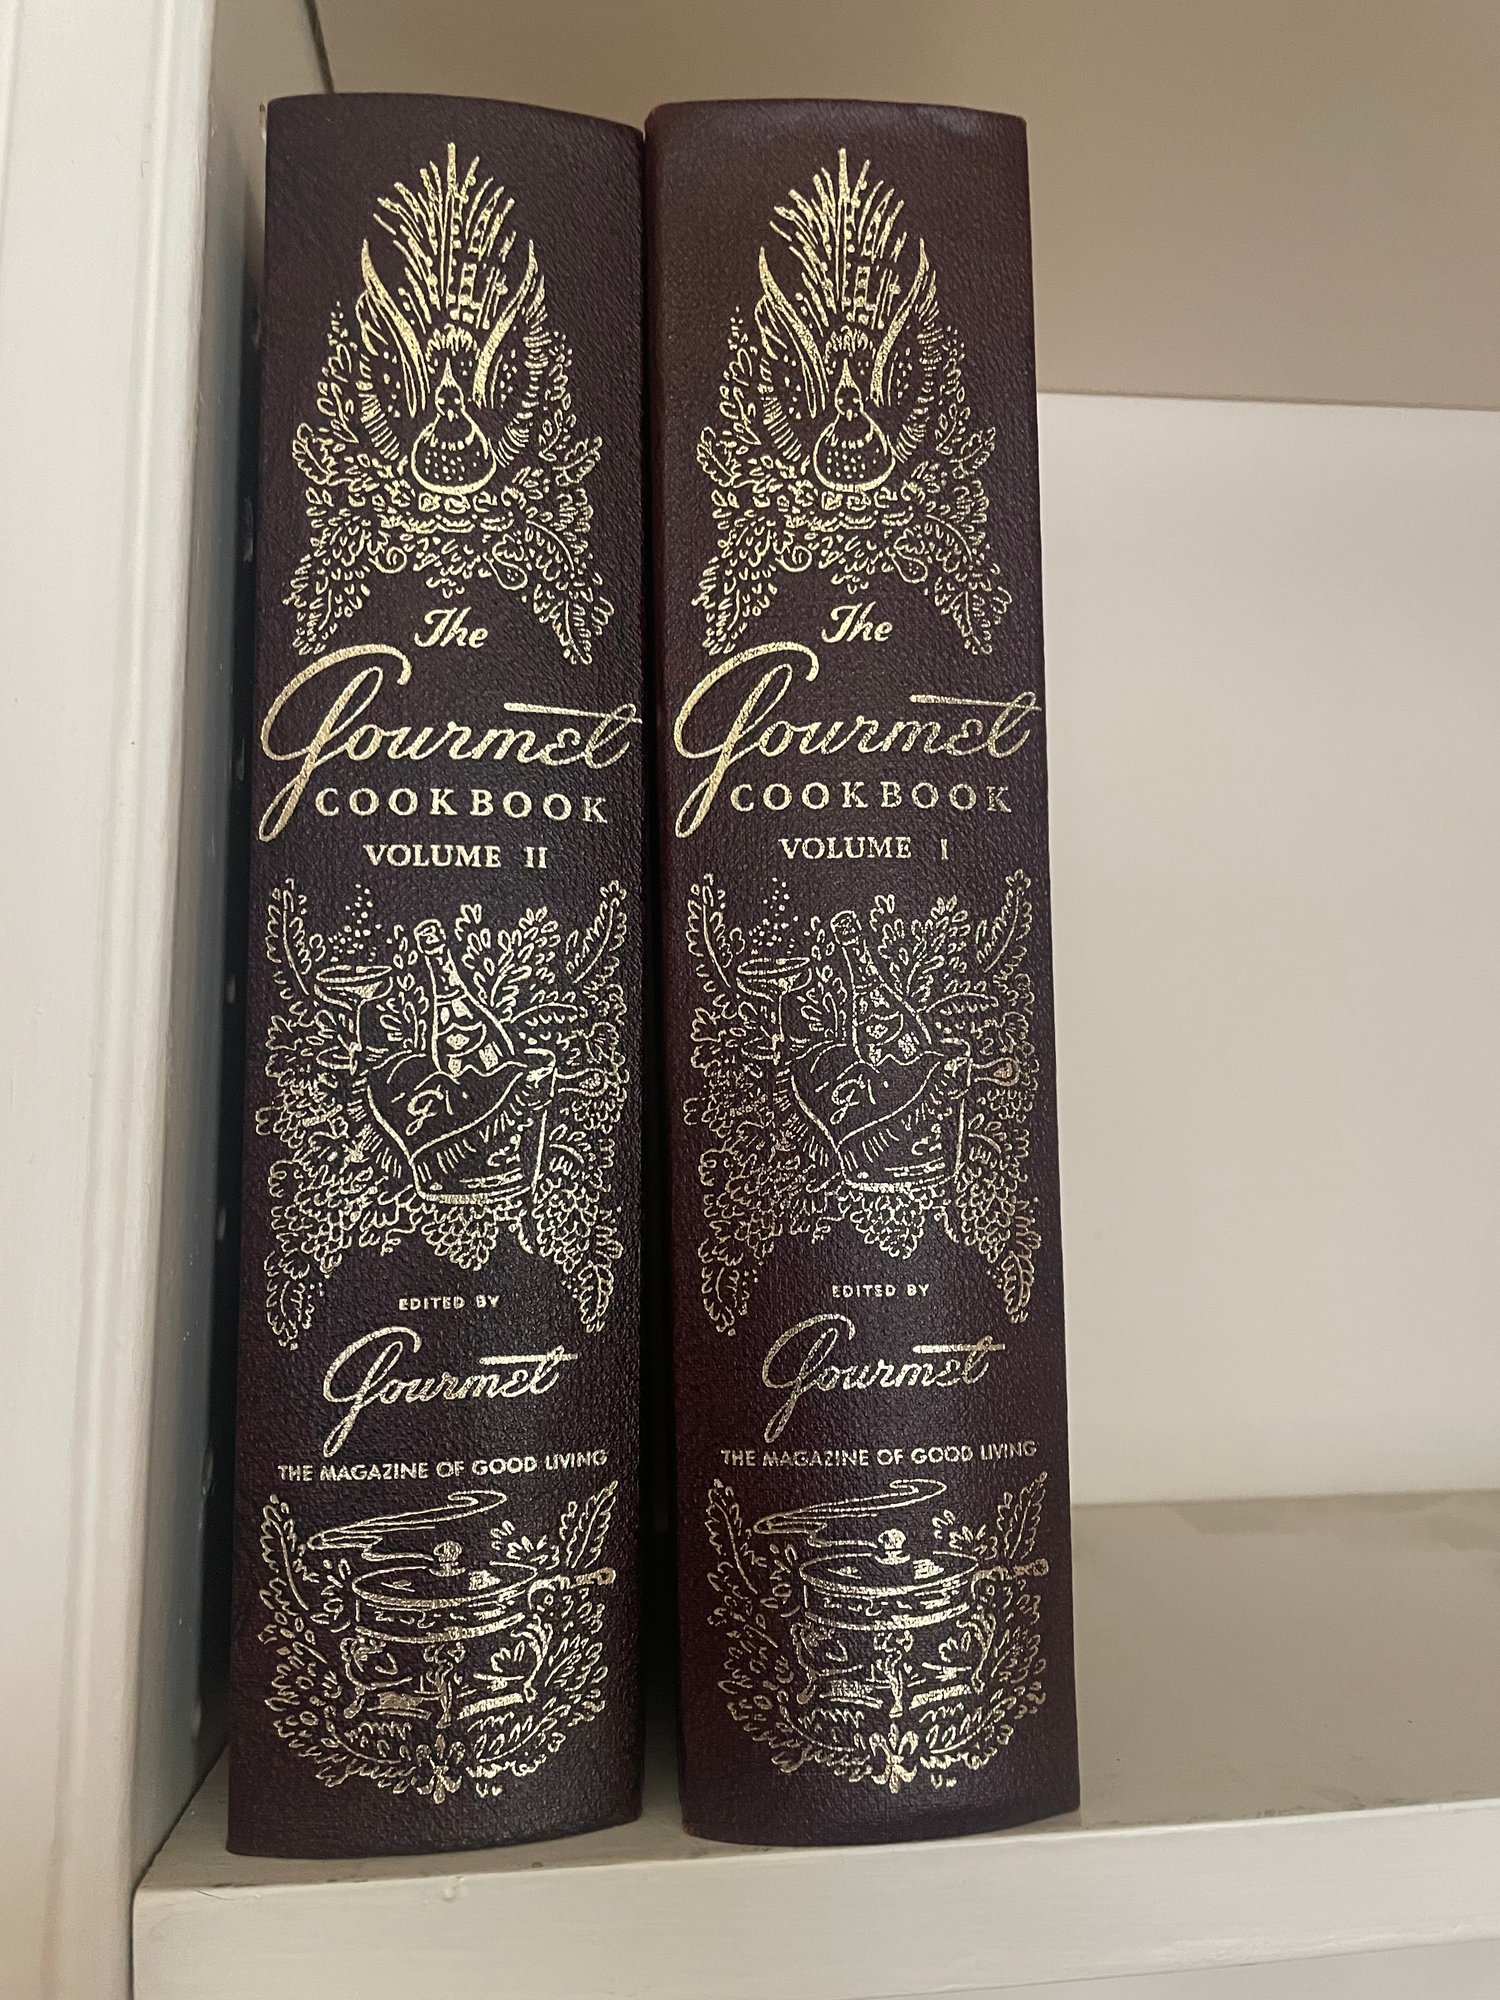 The
Gourmet
COOKBOOK
VOLUME II
G
EDITED BY
Gourmet
THE MAGAZINE OF GOOD LIVING
The
Gourmet
COOKBOOK
VOLUME I
G
EDITED BY
Gourmet
THE MAGAZINE OF GOOD LIVING